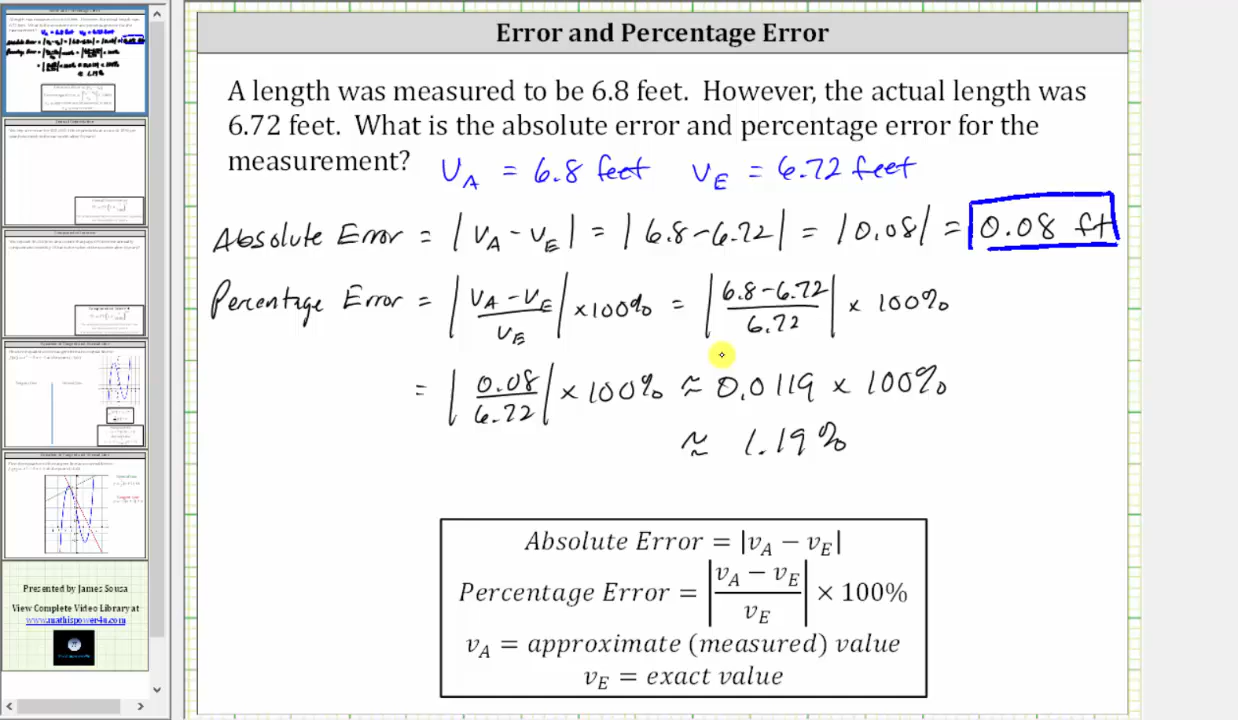 Error and Percentage Error
A length was measured to be 6.8 feet. However, the actual length was
6.72 feet. What is the absolute error and percentage error for the
measurement? V_A = 6.8 feet V_E = 6.72 feet
Absolute Error = |V_A - V_E| = |6.8-6.72| = |0.08| = 0.08 ft
Percentage Error = |(V_A - V_E)/V_E| × 100% = |(6.8-6.72)/6.72| × 100%
= |0.08/6.72| × 100% ≈ 0.0119 × 100%
≈ 1.19%
Absolute Error = |v_A − v_E|
Percentage Error = |(v_A − v_E)/v_E| × 100%
v_A = approximate (measured) value
v_E = exact value
Presented by James Sousa
View Complete Video Library at
www.mathispower4u.com